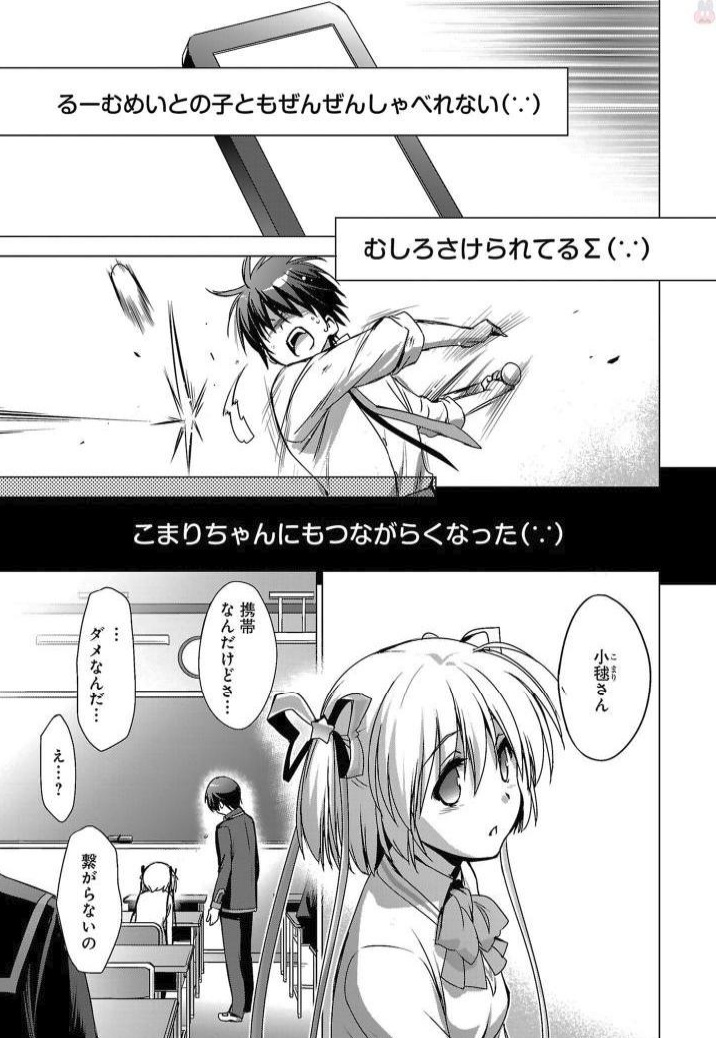 るーむめいとの子ともぜんぜんしゃべれない(∵)
むしろさけられてるΣ(∵)
こまりちゃんにもつながらくなった(∵)
小毬さん
こまり
携帯
なんだけどさ…
…
ダメなんだ…
え…?
繋がらないの